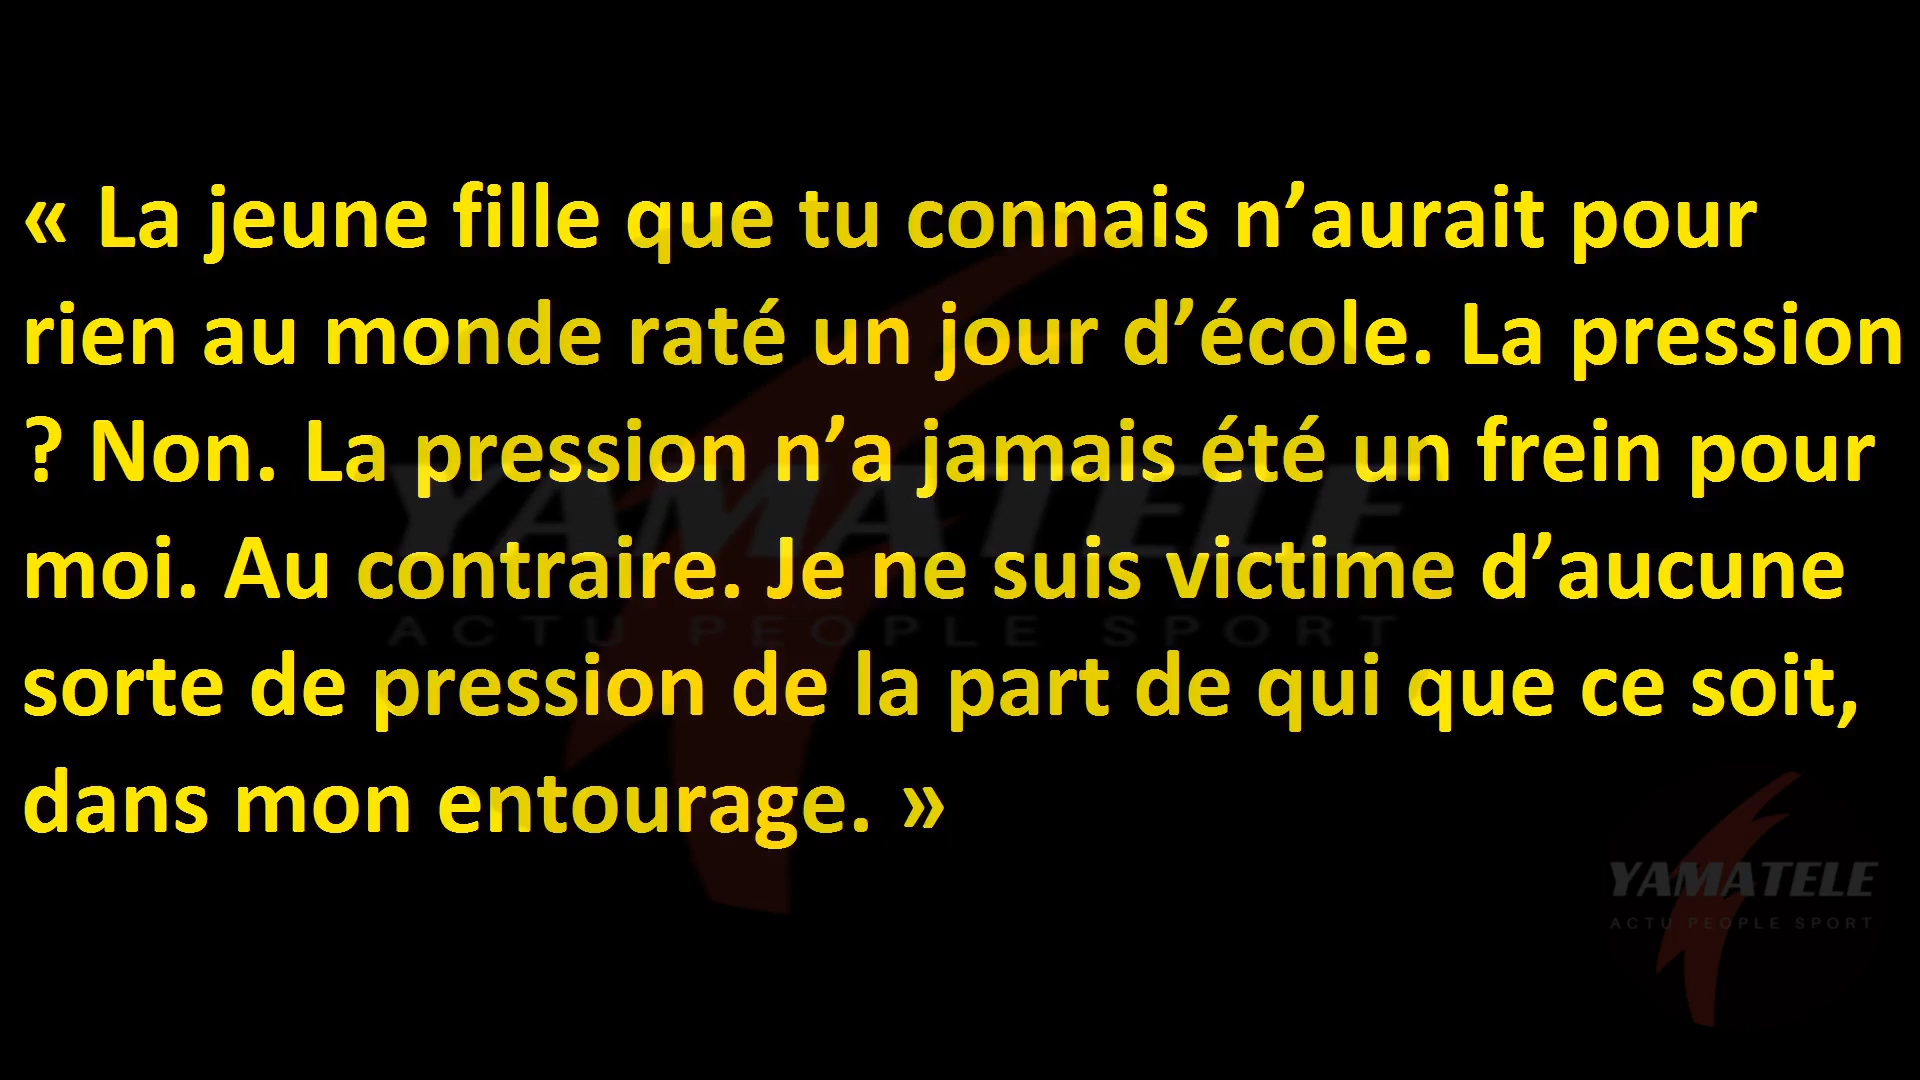 « La jeune fille que tu connais n’aurait pour
rien au monde raté un jour d’école. La pression
? Non. La pression n’a jamais été un frein pour
moi. Au contraire. Je ne suis victime d’aucune
sorte de pression de la part de qui que ce soit,
dans mon entourage. »
YAMATELE
ACTU PEOPLE SPORT
YAMATELE
ACTU PEOPLE SPORT